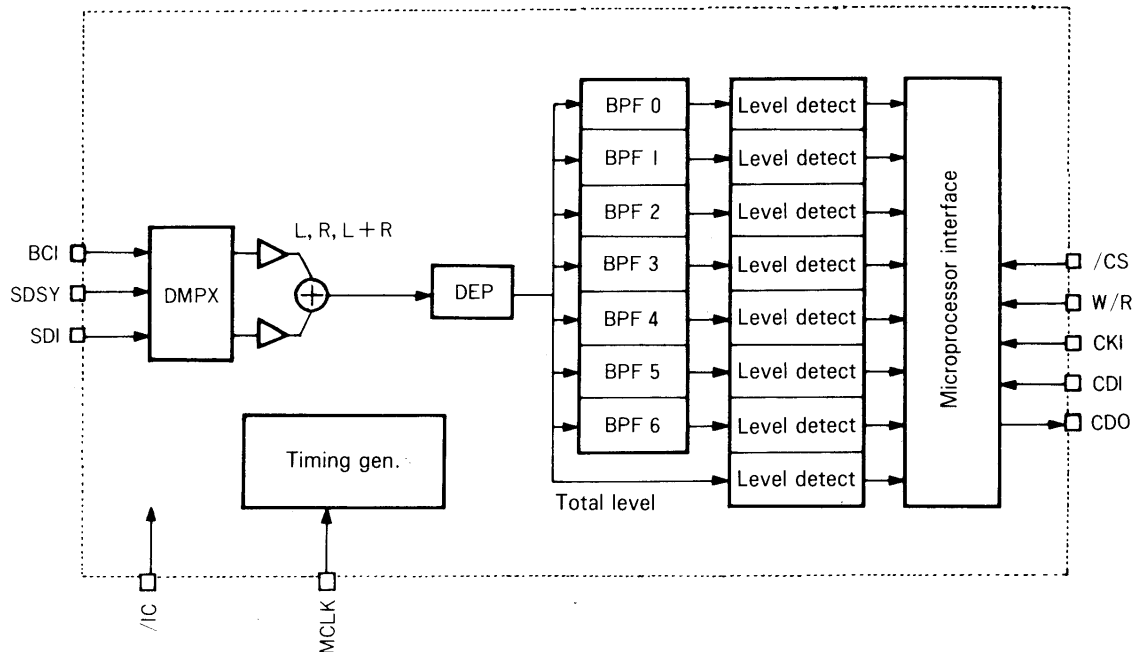 L, R, L+R
BCI
SDSY
SDI
DMPX
DEP
BPF 0
BPF 1
BPF 2
BPF 3
BPF 4
BPF 5
BPF 6
Level detect
Level detect
Level detect
Level detect
Level detect
Level detect
Level detect
Level detect
Total level
Microprocessor interface
/CS
W/R
CKI
CDI
CDO
Timing gen.
/IC
MCLK